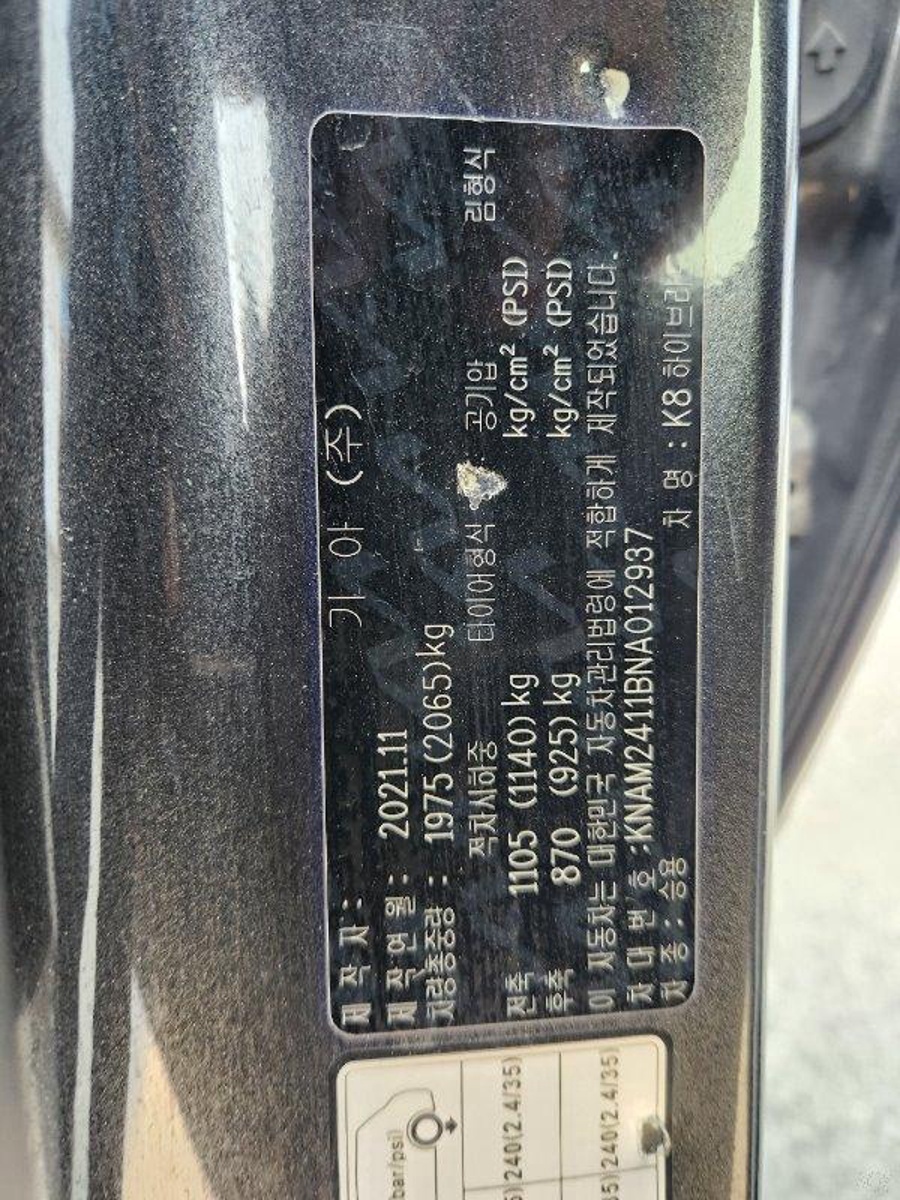 제 작 자 : 기 아 (주)
제 작 연 월 : 2021.11
차량총중량 : 1975 (2065)kg
적차시하중 타이어형식 공기압 림형식
전축 1105 (1140) kg kg/cm² (PSI)
후축 870 (925) kg kg/cm² (PSI)
이 자동차는 대한민국 자동차관리법령에 적합하게 제작되었습니다.
차 대 번 호 :KNAM2411BNA012937
차 종 : 승용 차 명 : K8 하이브리
bar/psi)
240(2.4/35)
240(2.4/35)